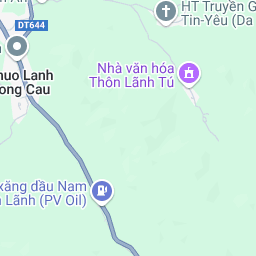 HT Truyền G
Tin-Yêu (Da
DT644
nuo Lanh
ong Cau
Nhà văn hóa
Thôn Lãnh Tú
xăng dầu Nam
Lãnh (PV Oil)